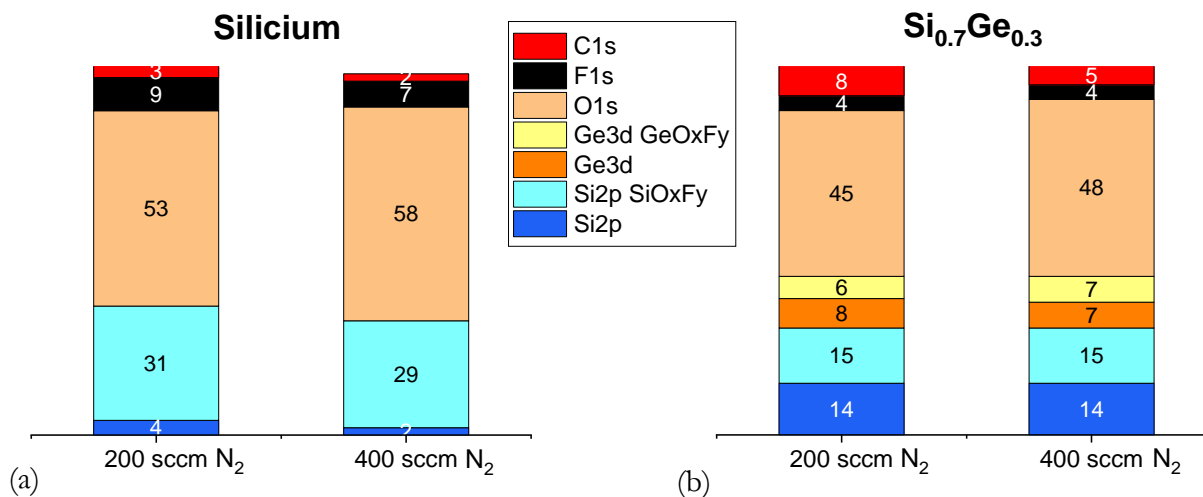 Silicium
3
9
53
31
4
2
7
58
29
2
200 sccm N₂
400 sccm N₂
(a)
C1s
F1s
O1s
Ge3d GeOxFy
Ge3d
Si2p SiOxFy
Si2p
Si₀.₇Ge₀.₃
8
4
45
6
8
15
14
5
4
48
7
7
15
14
200 sccm N₂
400 sccm N₂
(b)